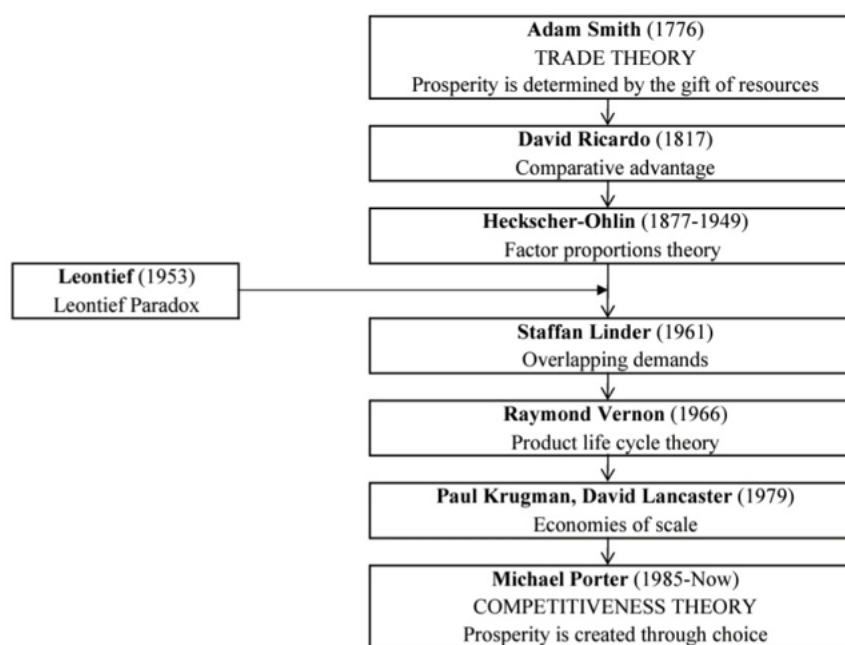 Adam Smith (1776)
TRADE THEORY
Prosperity is determined by the gift of resources
David Ricardo (1817)
Comparative advantage
Heckscher-Ohlin (1877-1949)
Factor proportions theory
Leontief (1953)
Leontief Paradox
Staffan Linder (1961)
Overlapping demands
Raymond Vernon (1966)
Product life cycle theory
Paul Krugman, David Lancaster (1979)
Economies of scale
Michael Porter (1985-Now)
COMPETITIVENESS THEORY
Prosperity is created through choice